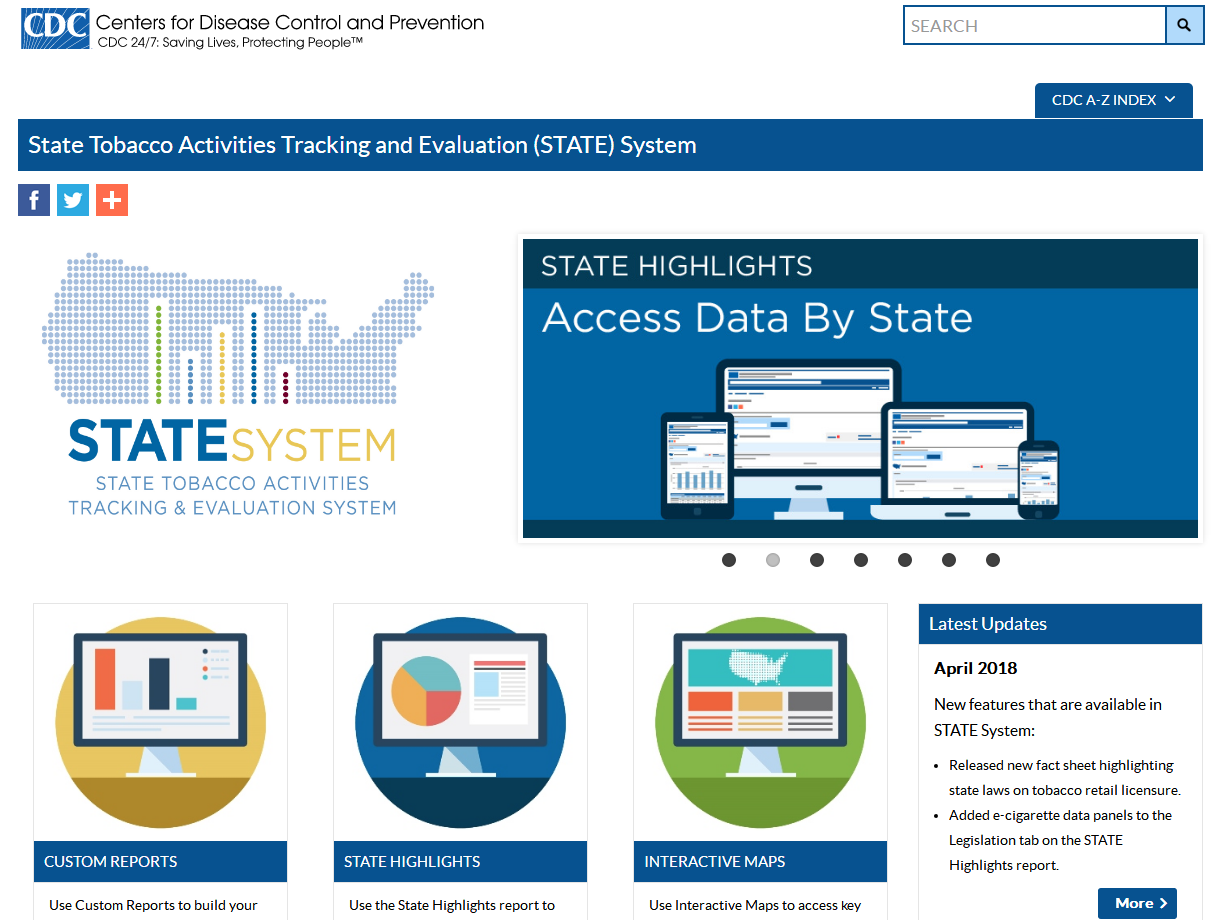 CDC Centers for Disease Control and Prevention
CDC 24/7: Saving Lives, Protecting People™
SEARCH
CDC A-Z INDEX
State Tobacco Activities Tracking and Evaluation (STATE) System
STATE SYSTEM
STATE TOBACCO ACTIVITIES
TRACKING & EVALUATION SYSTEM
STATE HIGHLIGHTS
Access Data By State
CUSTOM REPORTS
Use Custom Reports to build your
STATE HIGHLIGHTS
Use the State Highlights report to
INTERACTIVE MAPS
Use Interactive Maps to access key
Latest Updates
April 2018
New features that are available in
STATE System:
• Released new fact sheet highlighting
state laws on tobacco retail licensure.
• Added e-cigarette data panels to the
Legislation tab on the STATE
Highlights report.
More